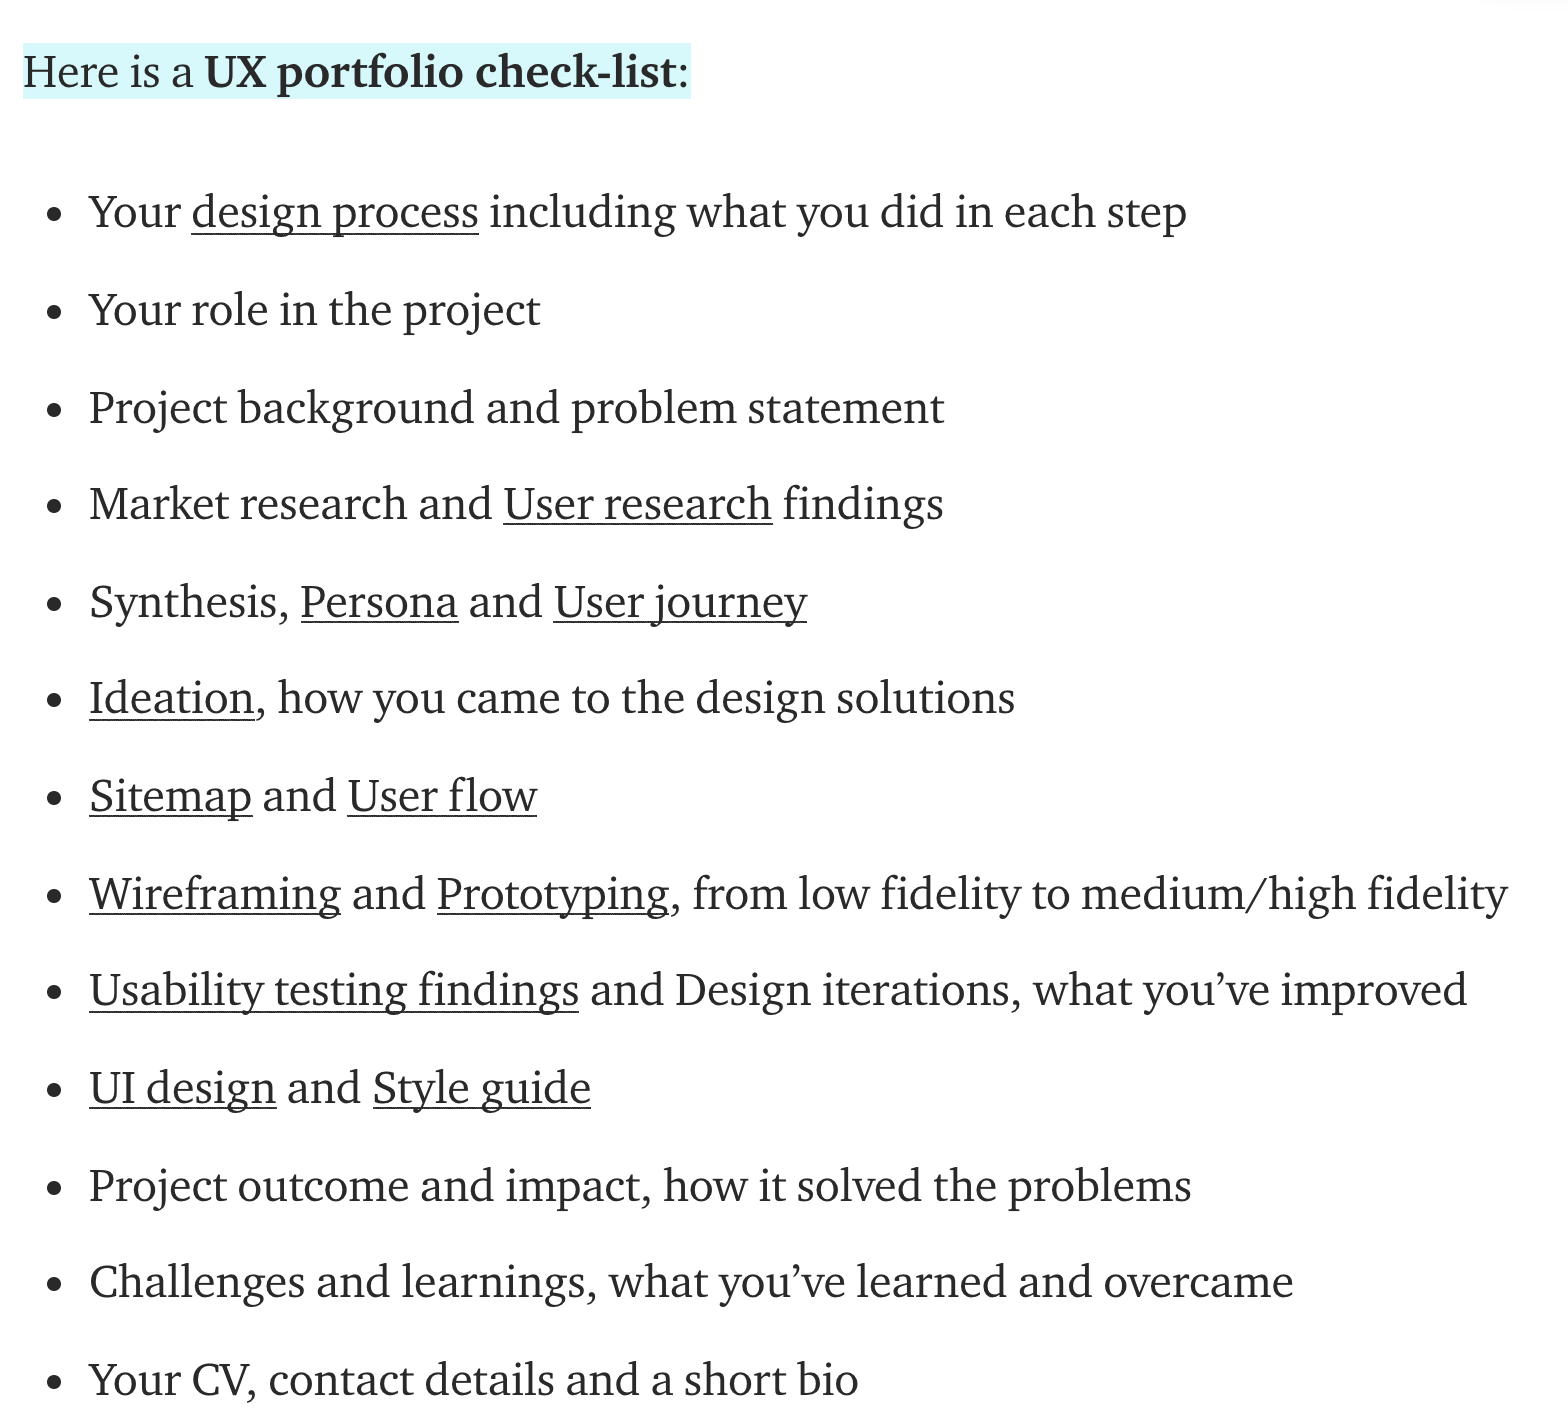 Here is a UX portfolio check-list:
• Your design process including what you did in each step
• Your role in the project
• Project background and problem statement
• Market research and User research findings
• Synthesis, Persona and User journey
• Ideation, how you came to the design solutions
• Sitemap and User flow
• Wireframing and Prototyping, from low fidelity to medium/high fidelity
• Usability testing findings and Design iterations, what you’ve improved
• UI design and Style guide
• Project outcome and impact, how it solved the problems
• Challenges and learnings, what you’ve learned and overcame
• Your CV, contact details and a short bio